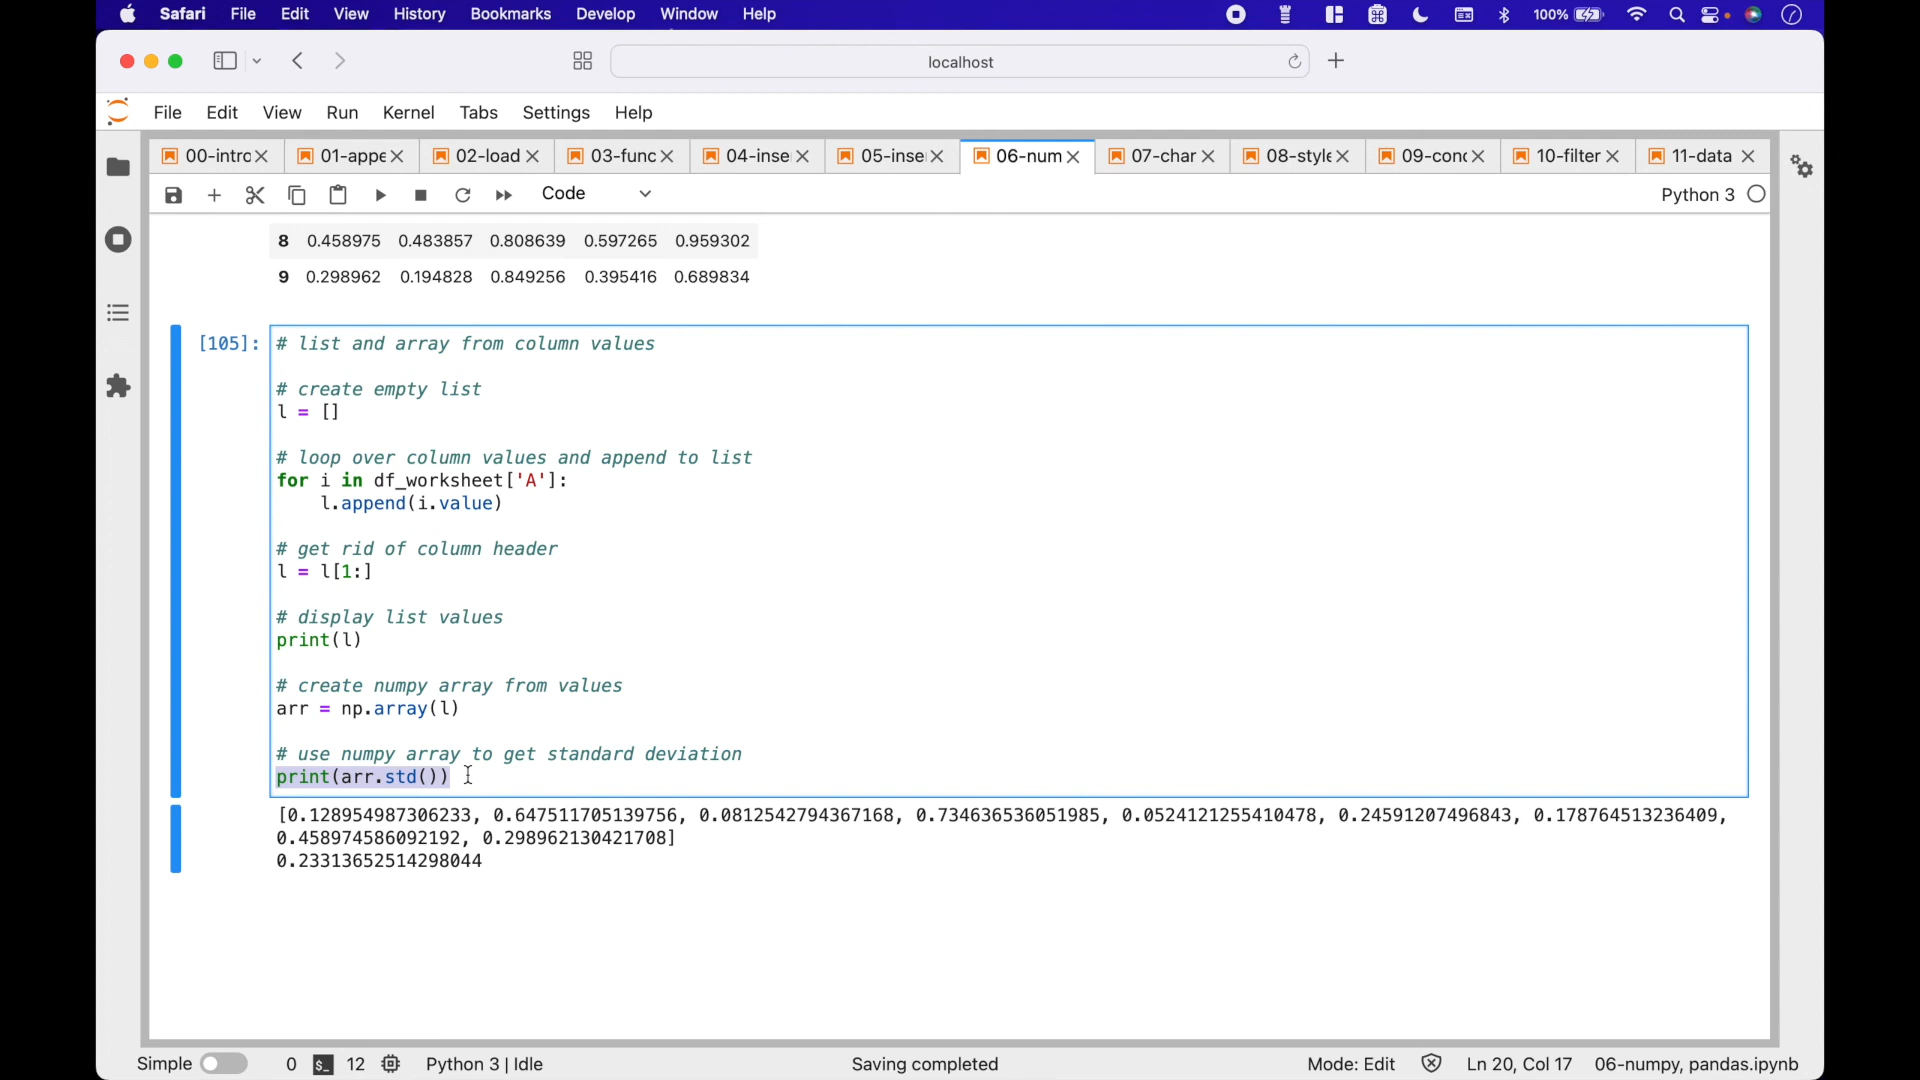 Safari File Edit View History Bookmarks Develop Window Help 100%
localhost
File Edit View Run Kernel Tabs Settings Help
00-intro 01-appe 02-load 03-func 04-inse 05-inse 06-num 07-char 08-style 09-cond 10-filter 11-data
Code Python 3
8 0.458975 0.483857 0.808639 0.597265 0.959302
9 0.298962 0.194828 0.849256 0.395416 0.689834
[105]: # list and array from column values
# create empty list
l = []
# loop over column values and append to list
for i in df_worksheet['A']:
l.append(i.value)
# get rid of column header
l = l[1:]
# display list values
print(l)
# create numpy array from values
arr = np.array(l)
# use numpy array to get standard deviation
print(arr.std())
[0.128954987306233, 0.647511705139756, 0.0812542794367168, 0.734636536051985, 0.0524121255410478, 0.24591207496843, 0.178764513236409,
0.458974586092192, 0.298962130421708]
0.23313652514298044
Simple 0 $_ 12 Python 3 | Idle Saving completed Mode: Edit Ln 20, Col 17 06-numpy, pandas.ipynb